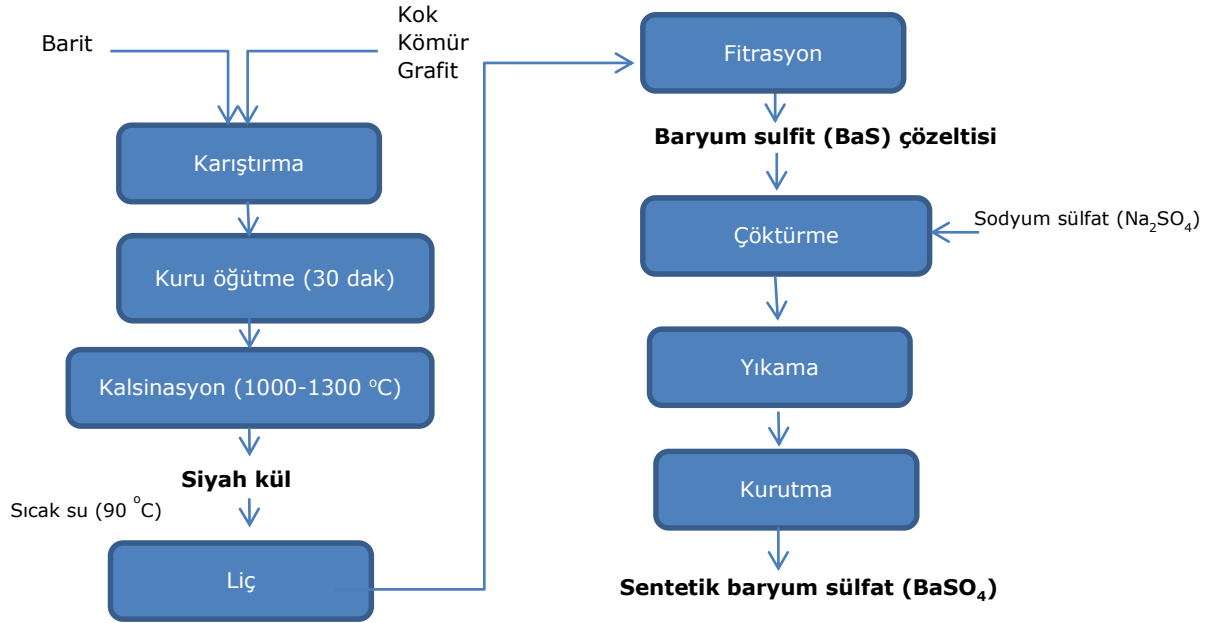 Barit
Kok
Kömür
Grafit
Karıştırma
Kuru öğütme (30 dak)
Kalsinasyon (1000-1300 °C)
Siyah kül
Sıcak su (90 °C)
Liç
Fitrasyon
Baryum sulfit (BaS) çözeltisi
Çöktürme
Sodyum sülfat (Na₂SO₄)
Yıkama
Kurutma
Sentetik baryum sülfat (BaSO₄)